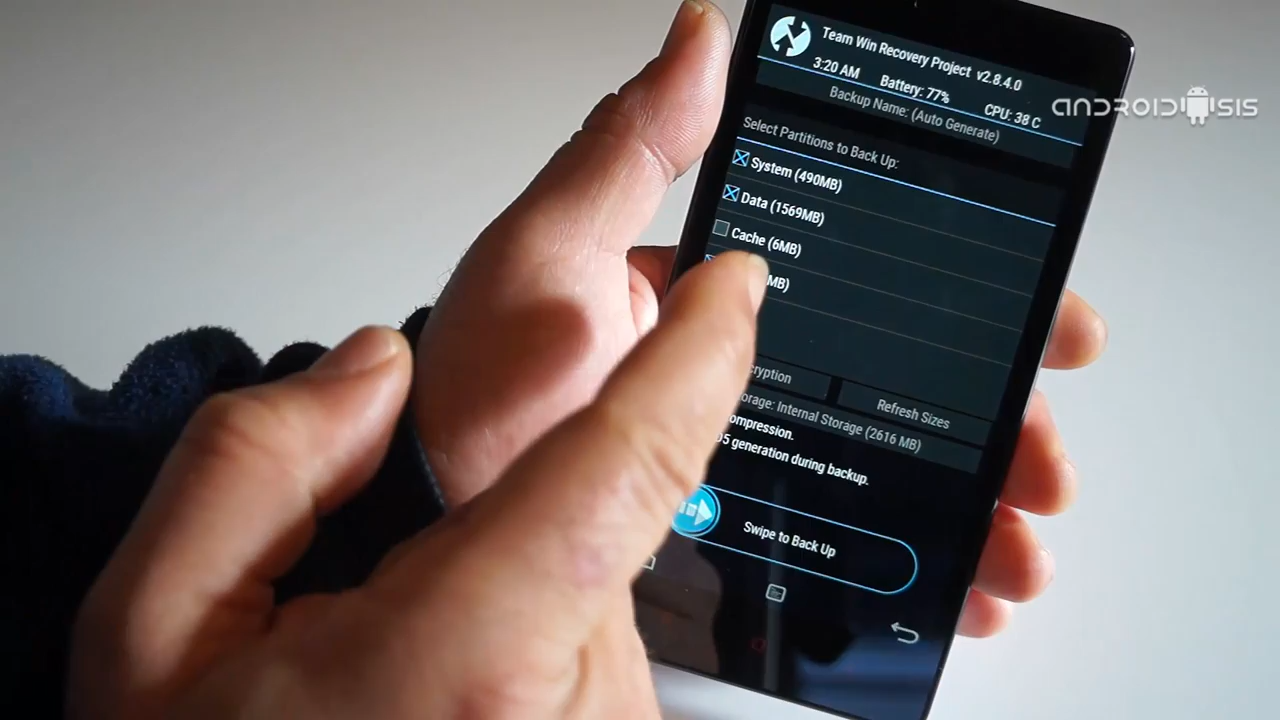 Team Win Recovery Project v2.8.4.0
3:20 AM Battery: 77% CPU: 38 C
ANDROIDSIS
Backup Name: (Auto Generate)
Select Partitions to Back Up:
System (490MB)
Data (1569MB)
Cache (6MB)
MB)
cryption
Refresh Sizes
orage: Internal Storage (2616 MB)
ompression.
D5 generation during backup.
Swipe to Back Up